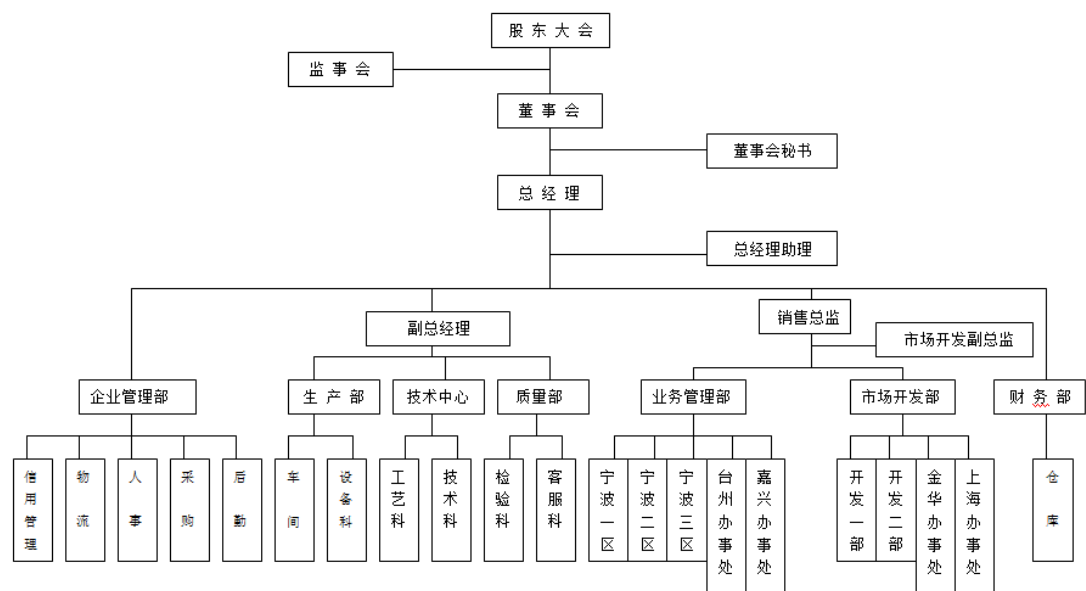 股 东 大 会
监 事 会
董 事 会
董事会秘书
总 经 理
总经理助理
副总经理
销售总监
市场开发副总监
企业管理部
生 产 部
技术中心
质量部
业务管理部
市场开发部
财 务 部
信用管理
物流
人事
采购
后勤
车间
设备科
工艺科
技术科
检验科
客服科
宁波一区
宁波二区
宁波三区
台州办事处
嘉兴办事处
开发一部
开发二部
金华办事处
上海办事处
仓库